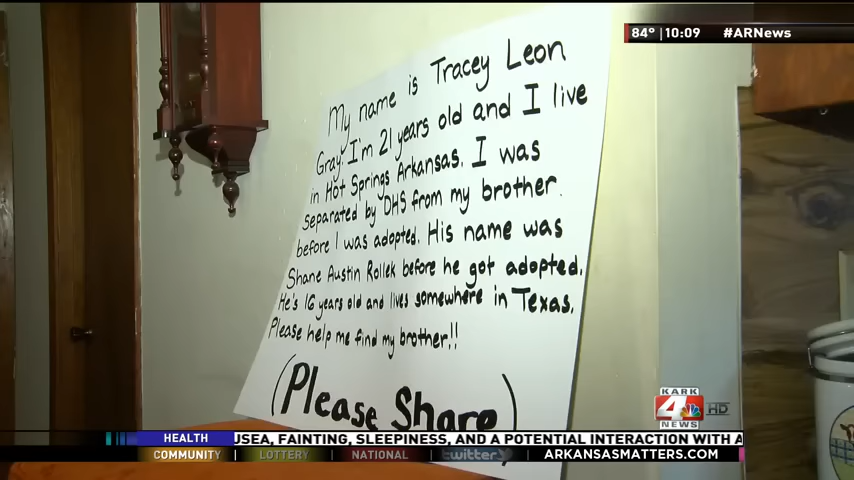 84° 10:09 #ARNews
My name is Tracey Leon
Gray. I'm 21 years old and I live
in Hot Springs Arkansas. I was
separated by DHS from my brother.
before I was adopted. His name was
Shane Austin Rollek before he got adopted.
He's 16 years old and lives somewhere in Texas.
Please help me find my brother!!
(Please Share)
KARK
4 HD
NEWS
HEALTH USEA, FAINTING, SLEEPINESS, AND A POTENTIAL INTERACTION WITH A
COMMUNITY LOTTERY NATIONAL twitter ARKANSASMATTERS.COM